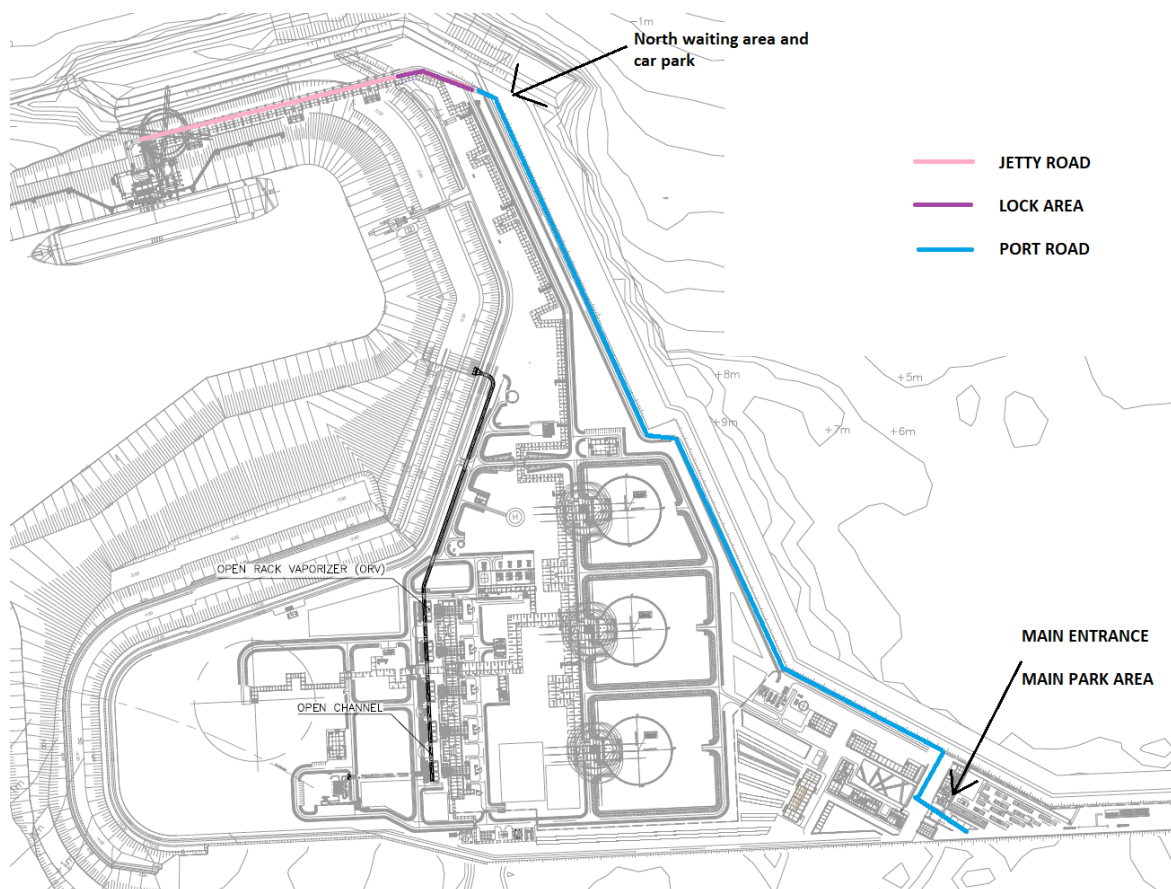 -1m
North waiting area and
car park
JETTY ROAD
LOCK AREA
PORT ROAD
+8m
+5m
+9m
+7m
+6m
H
OPEN RACK VAPORIZER (ORV)
OPEN CHANNEL
MAIN ENTRANCE
MAIN PARK AREA